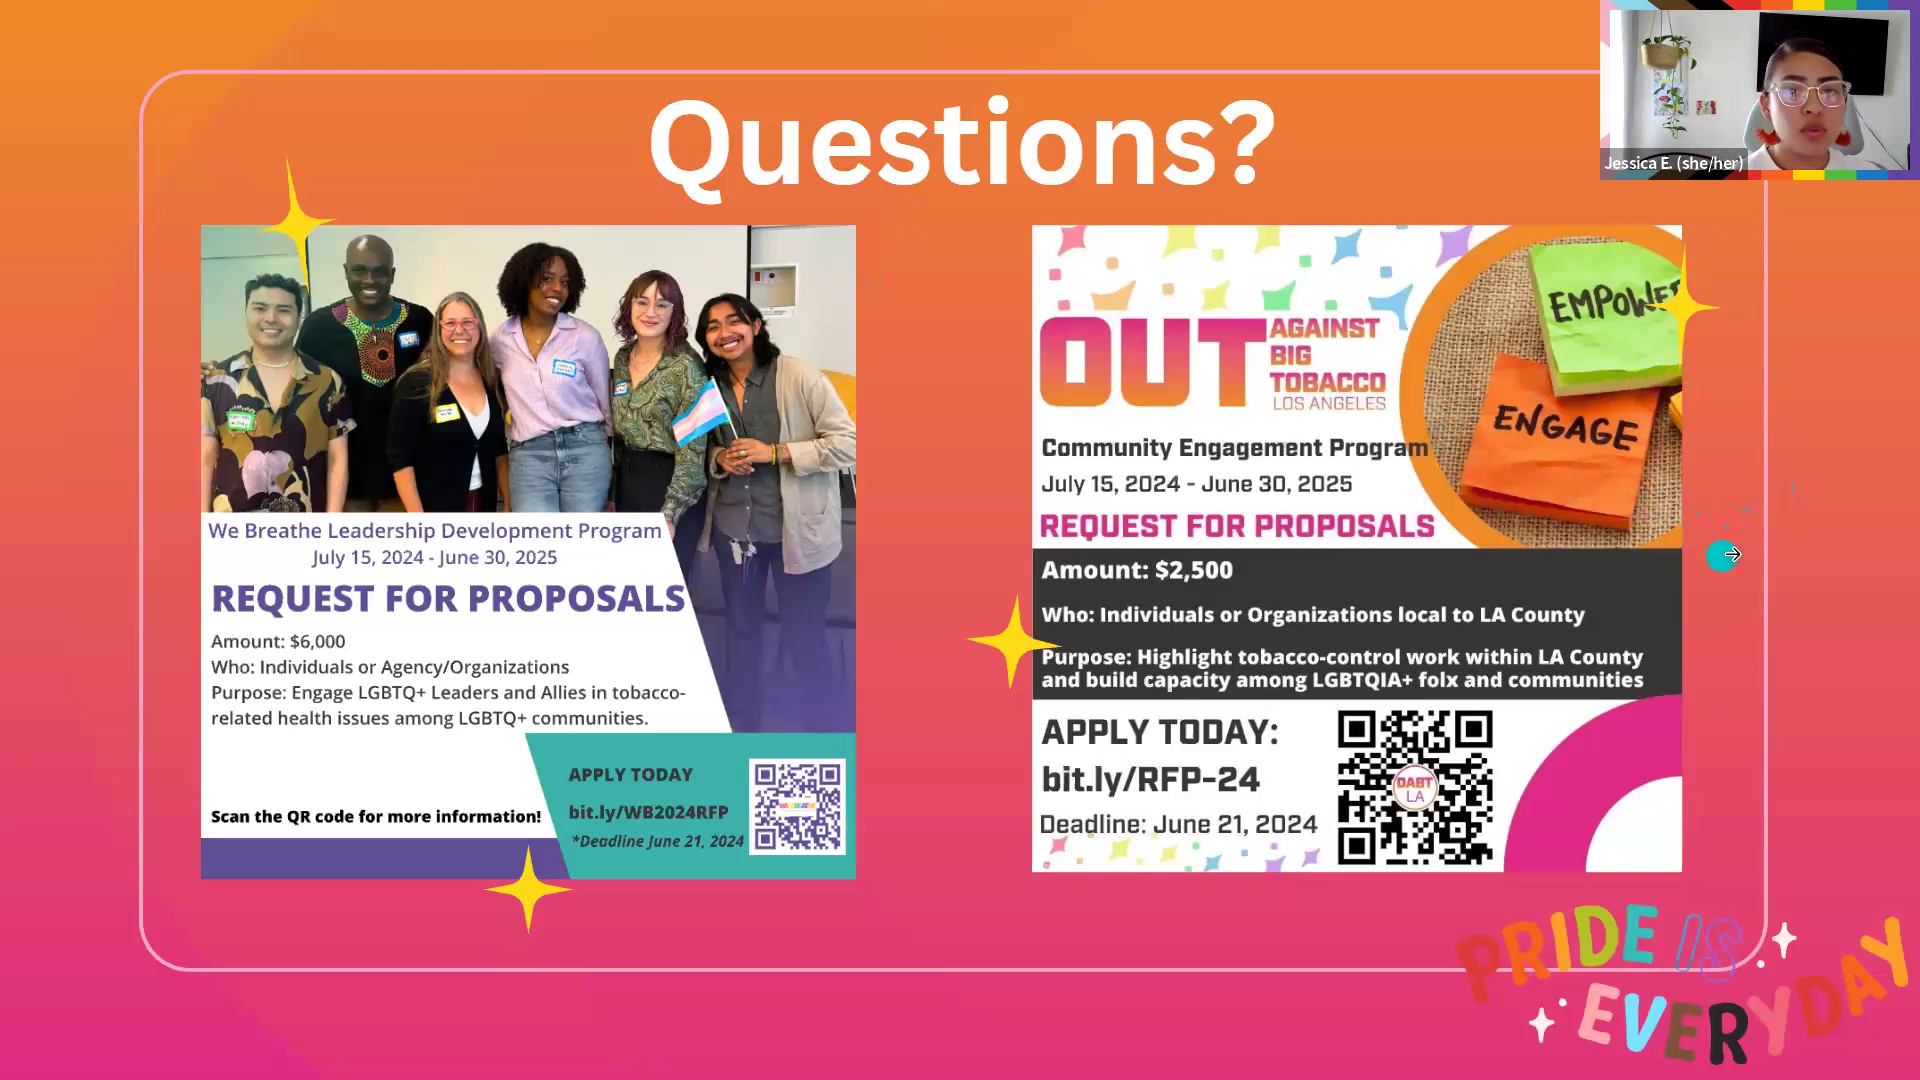 Questions?
Jessica E. (she/her)
We Breathe Leadership Development Program
July 15, 2024 - June 30, 2025
REQUEST FOR PROPOSALS
Amount: $6,000
Who: Individuals or Agency/Organizations
Purpose: Engage LGBTQ+ Leaders and Allies in tobacco-
related health issues among LGBTQ+ communities.
Scan the QR code for more information!
APPLY TODAY
bit.ly/WB2024RFP
*Deadline June 21, 2024
EMPOWE
ENGAGE
OUT AGAINST
BIG
TOBACCO
LOS ANGELES
Community Engagement Program
July 15, 2024 - June 30, 2025
REQUEST FOR PROPOSALS
Amount: $2,500
Who: Individuals or Organizations local to LA County
Purpose: Highlight tobacco-control work within LA County
and build capacity among LGBTQIA+ folx and communities
APPLY TODAY:
bit.ly/RFP-24
Deadline: June 21, 2024
OABT
LA
PRIDE IS
EVERYDAY